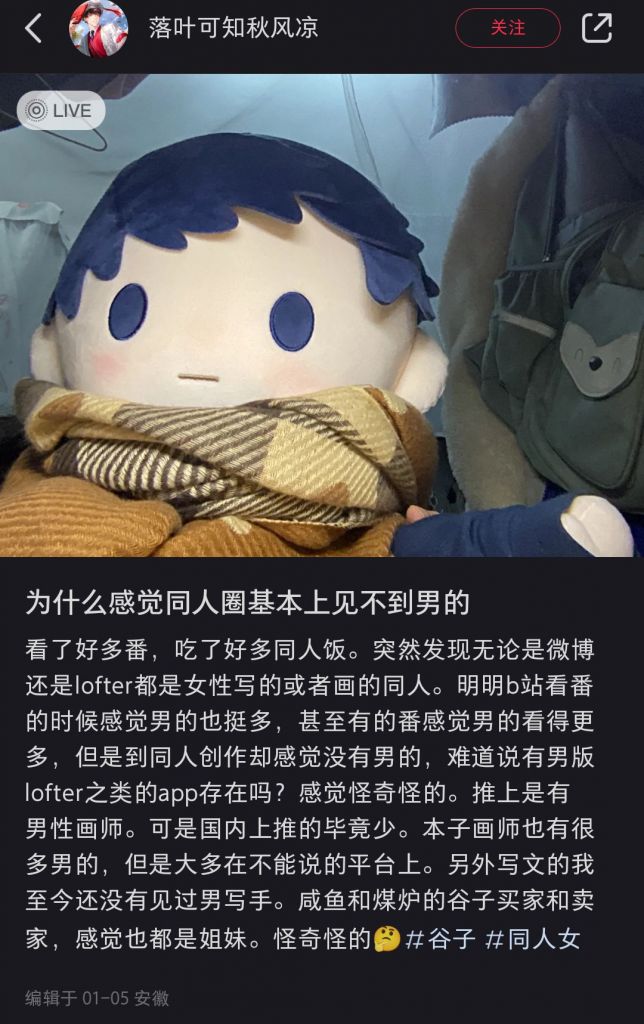 落叶可知秋风凉
关注
LIVE
为什么感觉同人圈基本上见不到男的
看了好多番，吃了好多同人饭。突然发现无论是微博
还是lofter都是女性写的或者画的同人。明明b站看番
的时候感觉男的也挺多，甚至有的番感觉男的看得更
多，但是到同人创作却感觉没有男的，难道说有男版
lofter之类的app存在吗？感觉怪奇怪的。推上是有
男性画师。可是国内上推的毕竟少。本子画师也有很
多男的，但是大多在不能说的平台上。另外写文的我
至今还没有见过男写手。咸鱼和煤炉的谷子买家和卖
家，感觉也都是姐妹。怪奇怪的🤔#谷子 #同人女
编辑于 01-05 安徽